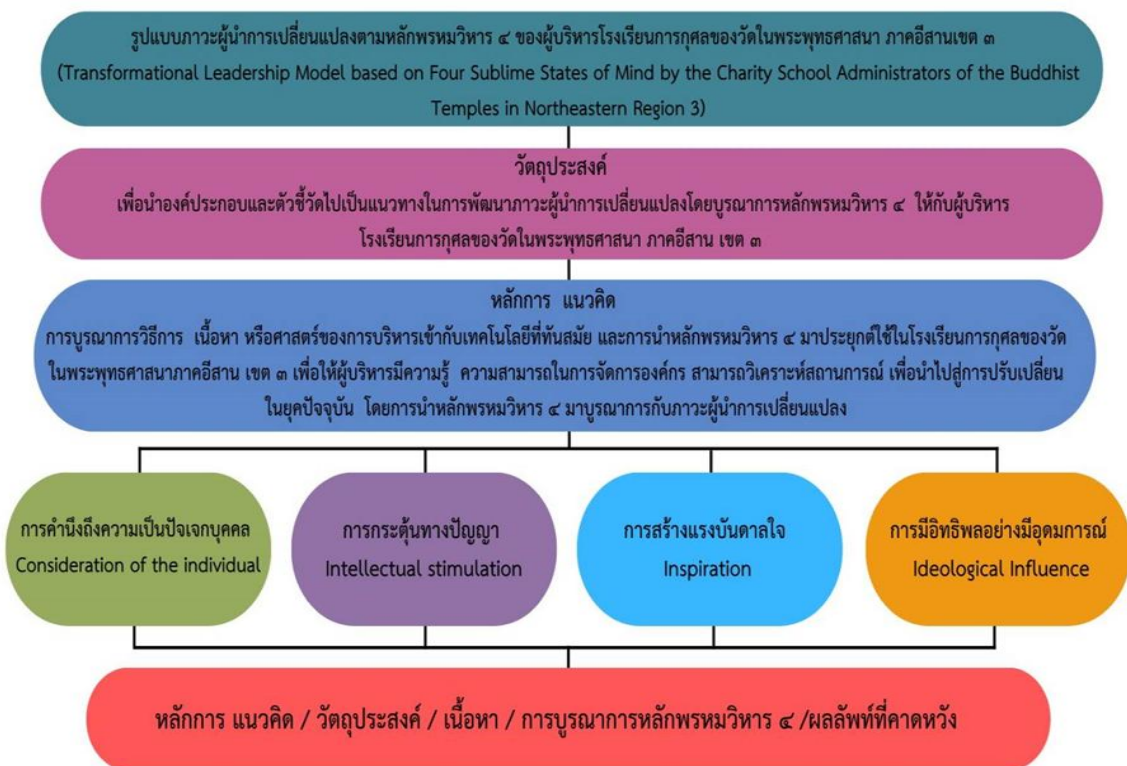 รูปแบบภาวะผู้นำการเปลี่ยนแปลงตามหลักพรหมวิหาร ๔ ของผู้บริหารโรงเรียนการกุศลของวัดในพระพุทธศาสนา ภาคอีสานเขต ๓
(Transformational Leadership Model based on Four Sublime States of Mind by the Charity School Administrators of the Buddhist
Temples in Northeastern Region 3)
วัตถุประสงค์
เพื่อนำองค์ประกอบและตัวชี้วัดไปเป็นแนวทางในการพัฒนาภาวะผู้นำการเปลี่ยนแปลงโดยบูรณาการหลักพรหมวิหาร ๔ ให้กับผู้บริหาร
โรงเรียนการกุศลของวัดในพระพุทธศาสนา ภาคอีสาน เขต ๓
หลักการ แนวคิด
การบูรณาการวิธีการ เนื้อหา หรือศาสตร์ของการบริหารเข้ากับเทคโนโลยีที่ทันสมัย และการนำหลักพรหมวิหาร ๔ มาประยุกต์ใช้ในโรงเรียนการกุศลของวัด
ในพระพุทธศาสนาภาคอีสาน เขต ๓ เพื่อให้ผู้บริหารมีความรู้ ความสามารถในการจัดการองค์กร สามารถวิเคราะห์สถานการณ์ เพื่อนำไปสู่การปรับเปลี่ยน
ในยุคปัจจุบัน โดยการนำหลักพรหมวิหาร ๔ มาบูรณาการกับภาวะผู้นำการเปลี่ยนแปลง
การคำนึงถึงความเป็นปัจเจกบุคคล
Consideration of the individual
การกระตุ้นทางปัญญา
Intellectual stimulation
การสร้างแรงบันดาลใจ
Inspiration
การมีอิทธิพลอย่างมีอุดมการณ์
Ideological Influence
หลักการ แนวคิด / วัตถุประสงค์ / เนื้อหา / การบูรณาการหลักพรหมวิหาร ๔ /ผลลัพท์ที่คาดหวัง